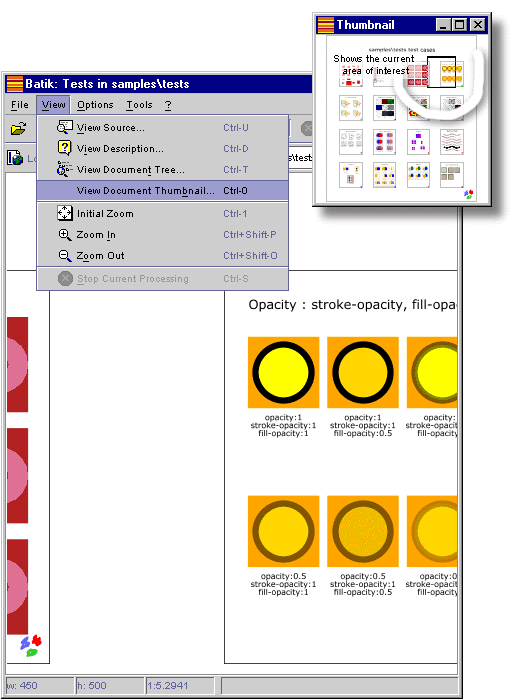 Thumbnail
samples\tests test cases
Shows the current
area of interest
Batik: Tests in samples\tests
File View Options Tools ?
View Source... Ctrl-U
View Description... Ctrl-D
View Document Tree... Ctrl-T
View Document Thumbnail... Ctrl-O
Initial Zoom Ctrl-1
Zoom In Ctrl+Shift-P
Zoom Out Ctrl+Shift-O
Stop Current Processing Ctrl-S
Lo
s\tests
Opacity : stroke-opacity, fill-opa
opacity:1 opacity:1 opacity:
stroke-opacity:1 stroke-opacity:1 stroke-opacity
fill-opacity:1 fill-opacity:0.5 fill-opacity:
opacity:0.5 opacity:0.5 opacity:0
stroke-opacity:1 stroke-opacity:1 stroke-opacity
fill-opacity:1 fill-opacity:0.5 fill-opacity:
w: 450 h: 500 1:5.2941